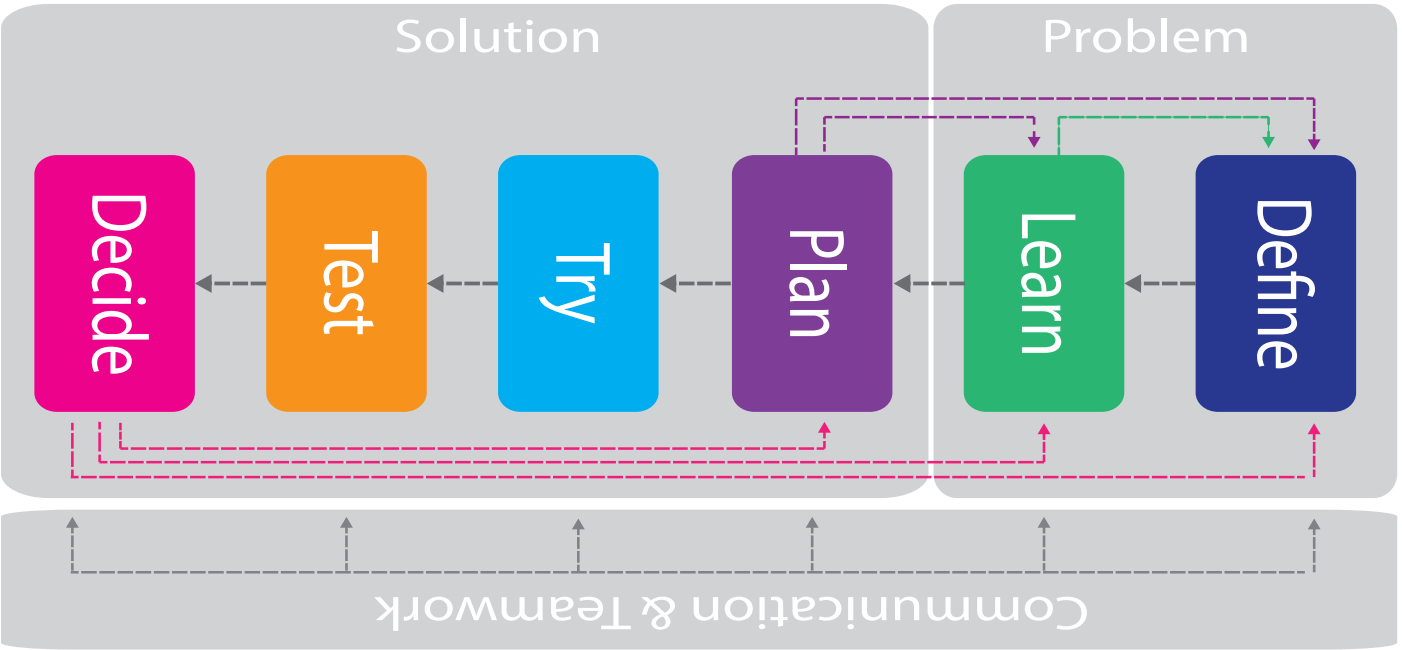 Solution
Problem
Decide
Test
Try
Plan
Learn
Define
Communication & Teamwork